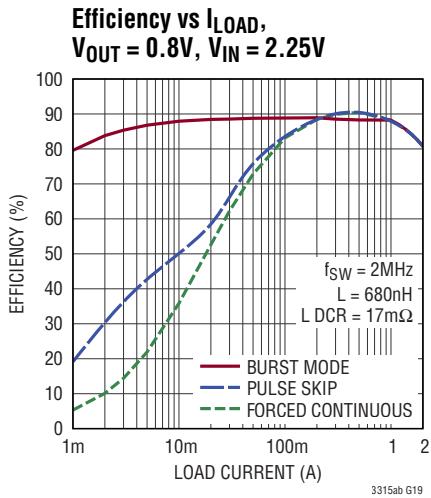 Efficiency vs ILOAD,
VOUT = 0.8V, VIN = 2.25V
100
90
80
70
60
50
40
30
20
10
0
EFFICIENCY (%)
fSW = 2MHz
L = 680nH
L DCR = 17mΩ
BURST MODE
PULSE SKIP
FORCED CONTINUOUS
1m 10m 100m 1 2
LOAD CURRENT (A)
3315ab G19